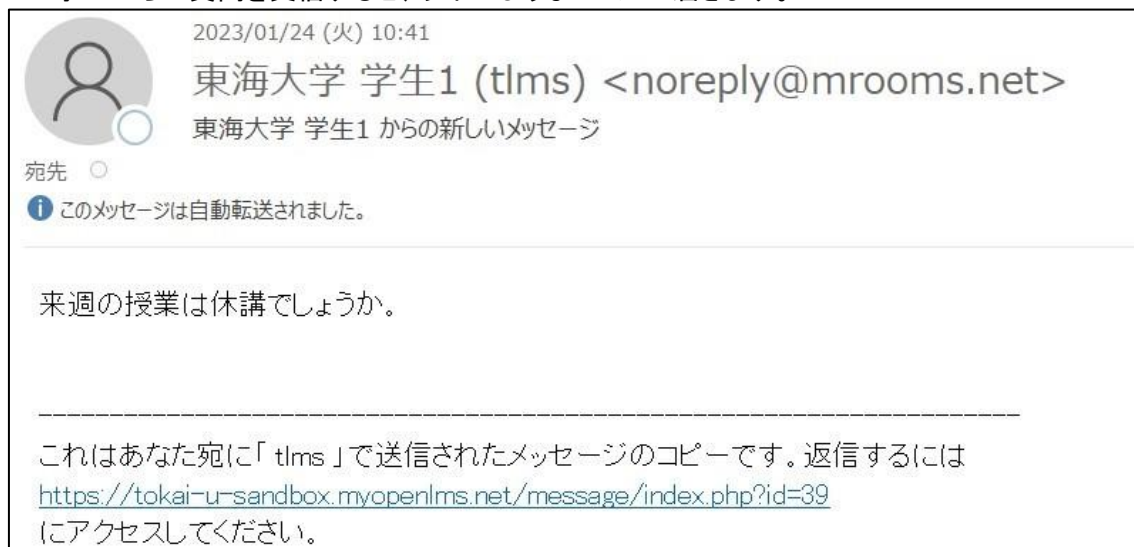 2023/01/24 (火) 10:41
東海大学 学生1 (tlms) <noreply@mrooms.net>
東海大学 学生1 からの新しいメッセージ
宛先
このメッセージは自動転送されました。
来週の授業は休講でしょうか。
--------------------------------------------------------------------
これはあなた宛に「 tlms 」で送信されたメッセージのコピーです。返信するには
https://tokai-u-sandbox.myopenlms.net/message/index.php?id=39
にアクセスしてください。